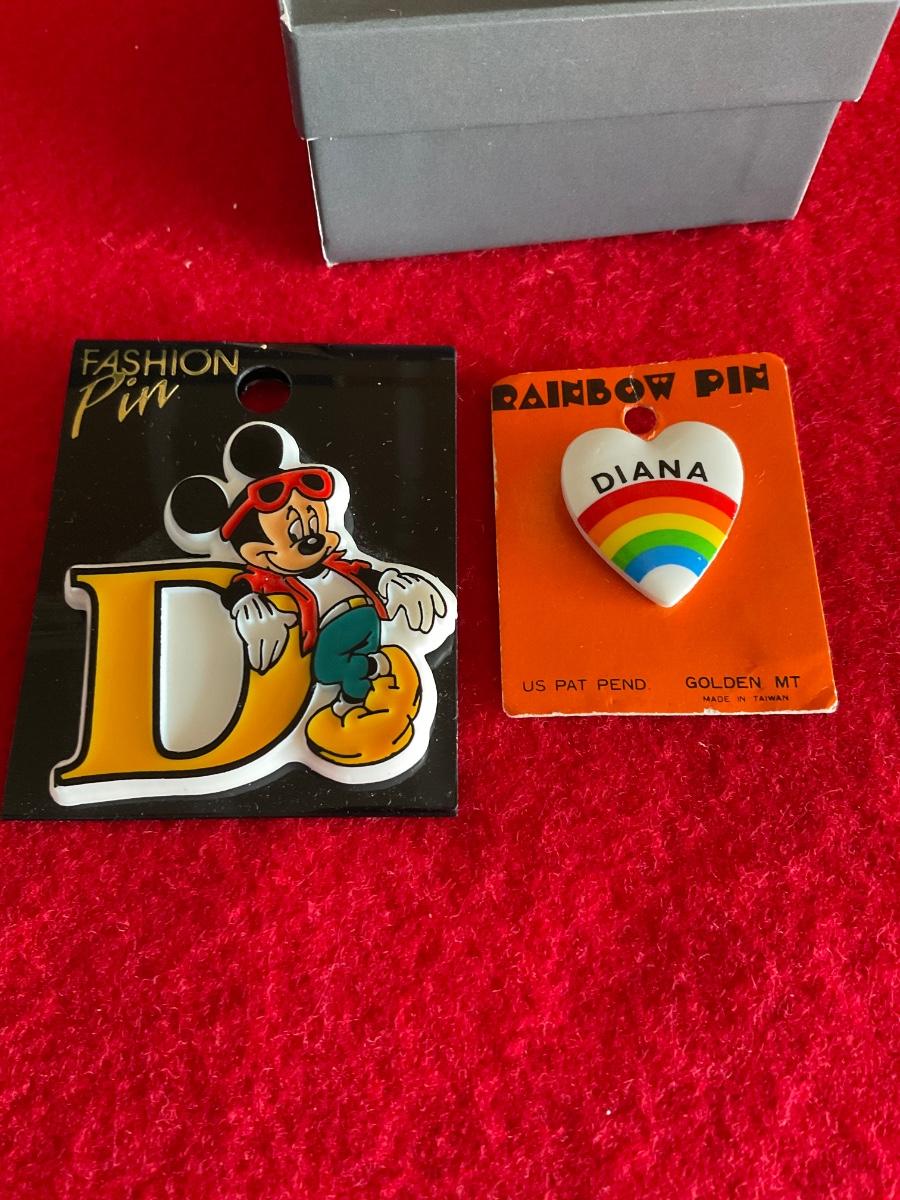 FASHION
Pin
D
RAINBOW PIN
DIANA
US PAT PEND. GOLDEN MT
MADE IN TAIWAN